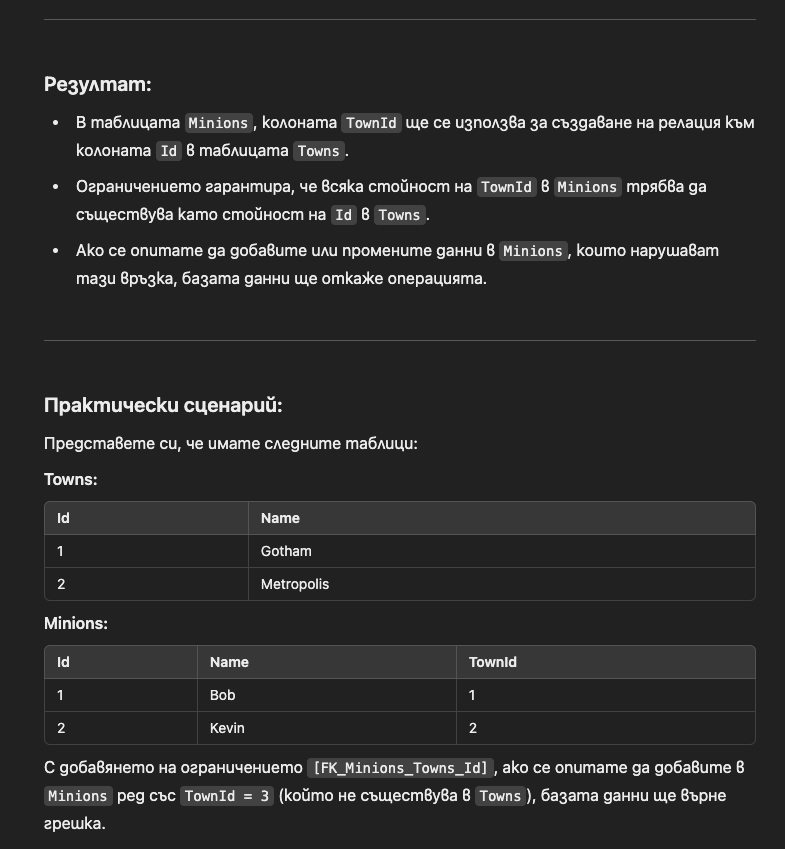 Резултат:
• В таблицата Minions, колоната TownId ще се използва за създаване на релация към
колоната Id в таблицата Towns.
• Ограничението гарантира, че всяка стойност на TownId в Minions трябва да
съществува като стойност на Id в Towns.
• Ако се опитате да добавите или промените данни в Minions, които нарушават
тази връзка, базата данни ще откаже операцията.
Практически сценарий:
Представете си, че имате следните таблици:
Towns:
Id Name
1 Gotham
2 Metropolis
Minions:
Id Name TownId
1 Bob 1
2 Kevin 2
С добавянето на ограничението [FK_Minions_Towns_Id], ако се опитате да добавите в
Minions ред със TownId = 3 (който не съществува в Towns), базата данни ще върне
грешка.